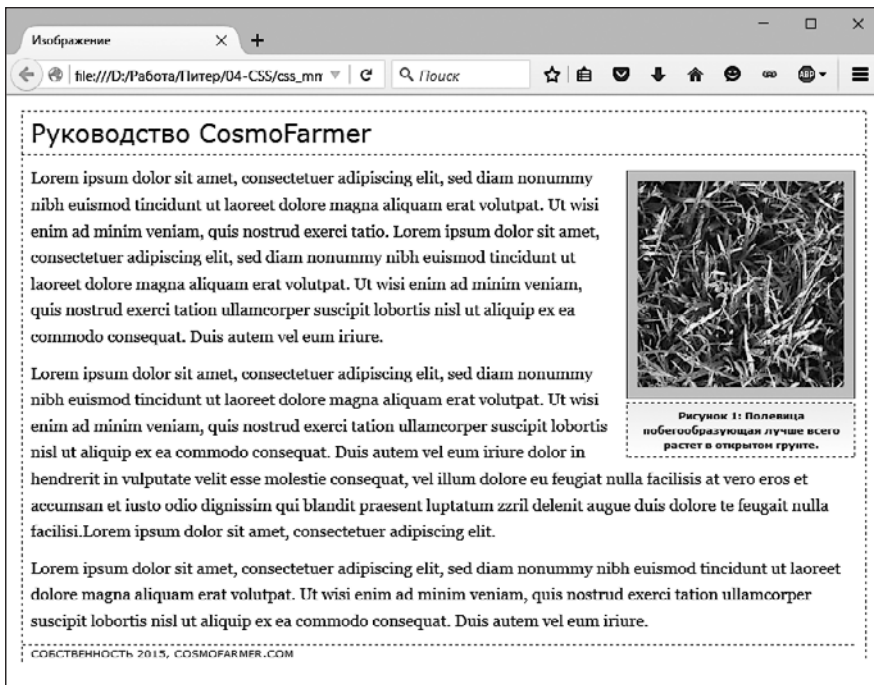 Изображение
file:///D:/Работа/Питер/04-CSS/css_mm
Поиск
ABP
Руководство CosmoFarmer
Lorem ipsum dolor sit amet, consectetuer adipiscing elit, sed diam nonummy
nibh euismod tincidunt ut laoreet dolore magna aliquam erat volutpat. Ut wisi
enim ad minim veniam, quis nostrud exerci tatio. Lorem ipsum dolor sit amet,
consectetuer adipiscing elit, sed diam nonummy nibh euismod tincidunt ut
laoreet dolore magna aliquam erat volutpat. Ut wisi enim ad minim veniam,
quis nostrud exerci tation ullamcorper suscipit lobortis nisl ut aliquip ex ea
commodo consequat. Duis autem vel eum iriure.
Lorem ipsum dolor sit amet, consectetuer adipiscing elit, sed diam nonummy
nibh euismod tincidunt ut laoreet dolore magna aliquam erat volutpat. Ut wisi
enim ad minim veniam, quis nostrud exerci tation ullamcorper suscipit lobortis
nisl ut aliquip ex ea commodo consequat. Duis autem vel eum iriure dolor in
hendrerit in vulputate velit esse molestie consequat, vel illum dolore eu feugiat nulla facilisis at vero eros et
accumsan et iusto odio dignissim qui blandit praesent luptatum zzril delenit augue duis dolore te feugait nulla
facilisi.Lorem ipsum dolor sit amet, consectetuer adipiscing elit.
Рисунок 1: Полевица
побегообразующая лучше всего
растет в открытом грунте.
Lorem ipsum dolor sit amet, consectetuer adipiscing elit, sed diam nonummy nibh euismod tincidunt ut laoreet
dolore magna aliquam erat volutpat. Ut wisi enim ad minim veniam, quis nostrud exerci tation ullamcorper
suscipit lobortis nisl ut aliquip ex ea commodo consequat. Duis autem vel eum iriure.
СОБСТВЕННОСТЬ 2015, COSMOFARMER.COM